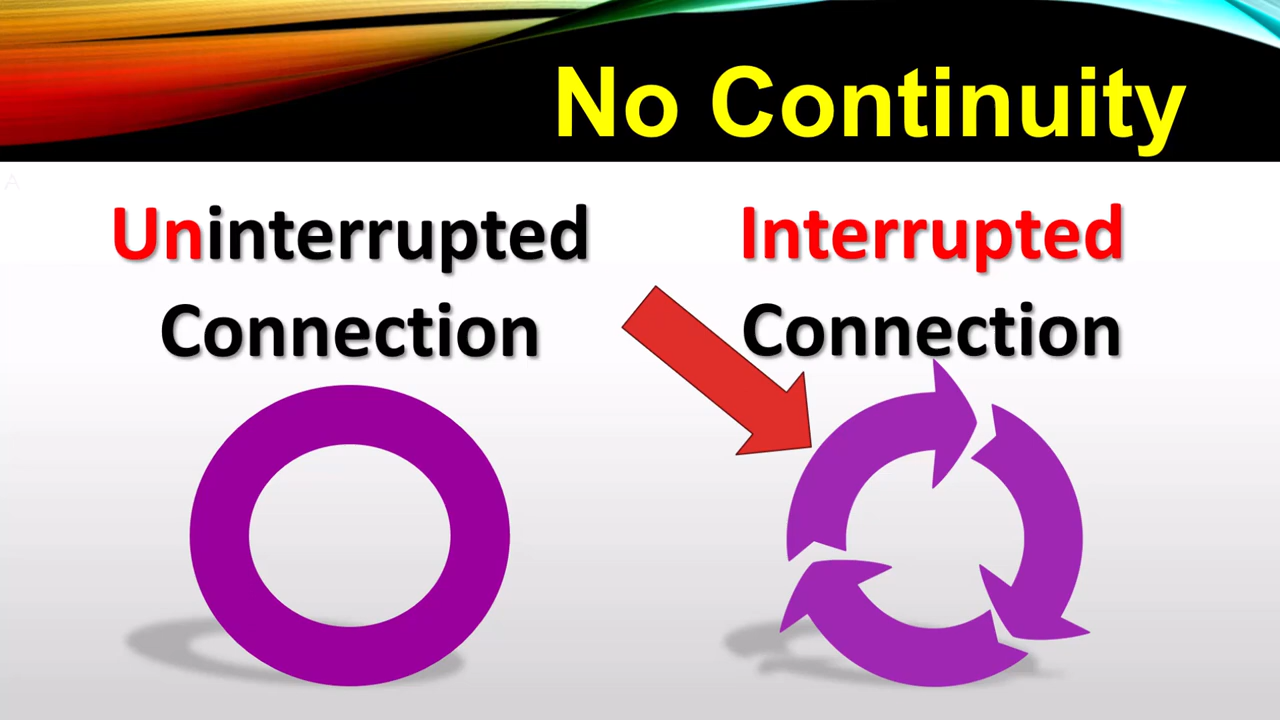 No Continuity
Uninterrupted
Connection
Interrupted
Connection